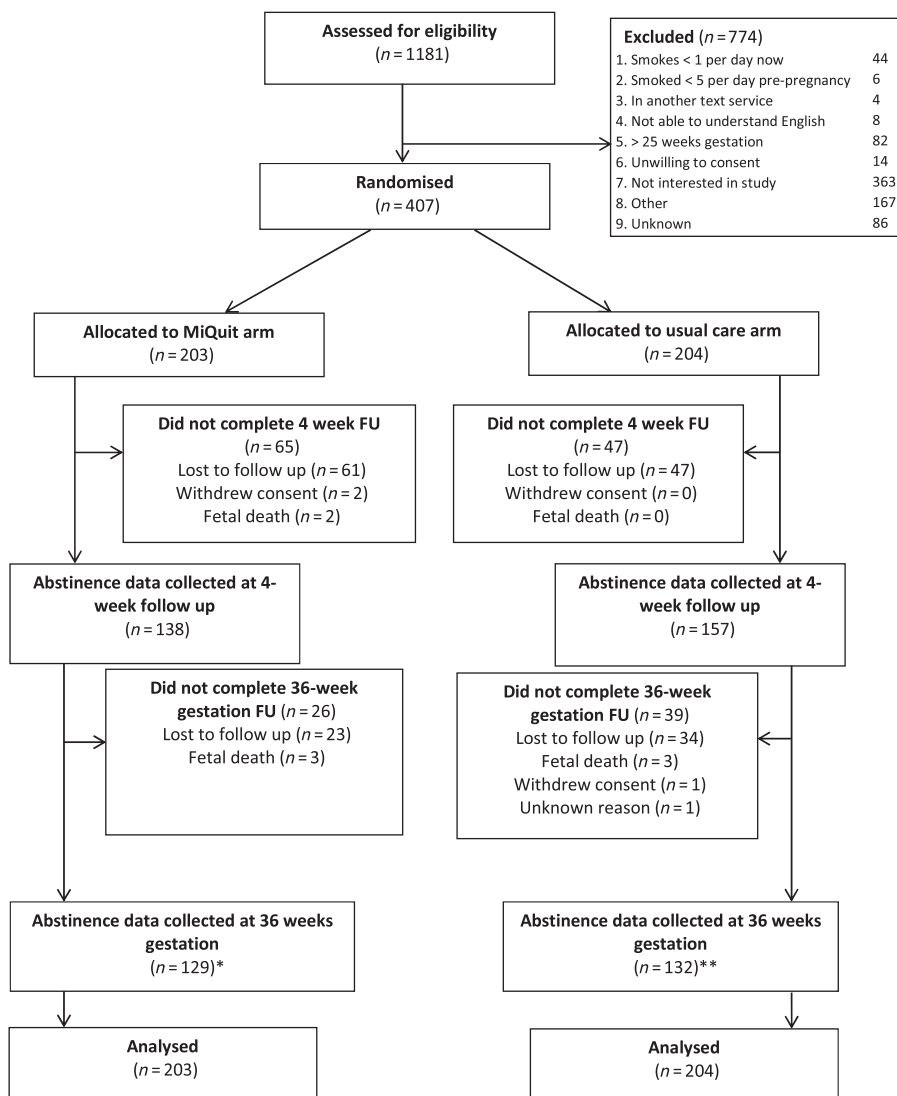 Assessed for eligibility
(n = 1181)
Excluded (n = 774)
1. Smokes < 1 per day now 44
2. Smoked < 5 per day pre-pregnancy 6
3. In another text service 4
4. Not able to understand English 8
5. > 25 weeks gestation 82
6. Unwilling to consent 14
7. Not interested in study 363
8. Other 167
9. Unknown 86
Randomised
(n = 407)
Allocated to MiQuit arm
(n = 203)
Allocated to usual care arm
(n = 204)
Did not complete 4 week FU
(n = 65)
Lost to follow up (n = 61)
Withdrew consent (n = 2)
Fetal death (n = 2)
Did not complete 4 week FU
(n = 47)
Lost to follow up (n = 47)
Withdrew consent (n = 0)
Fetal death (n = 0)
Abstinence data collected at 4-
week follow up
(n = 138)
Abstinence data collected at 4-
week follow up
(n = 157)
Did not complete 36-week
gestation FU (n = 26)
Lost to follow up (n = 23)
Fetal death (n = 3)
Did not complete 36-week
gestation FU (n = 39)
Lost to follow up (n = 34)
Fetal death (n = 3)
Withdrew consent (n = 1)
Unknown reason (n = 1)
Abstinence data collected at 36 weeks
gestation
(n = 129)*
Abstinence data collected at 36 weeks
gestation
(n = 132)**
Analysed
(n = 203)
Analysed
(n = 204)